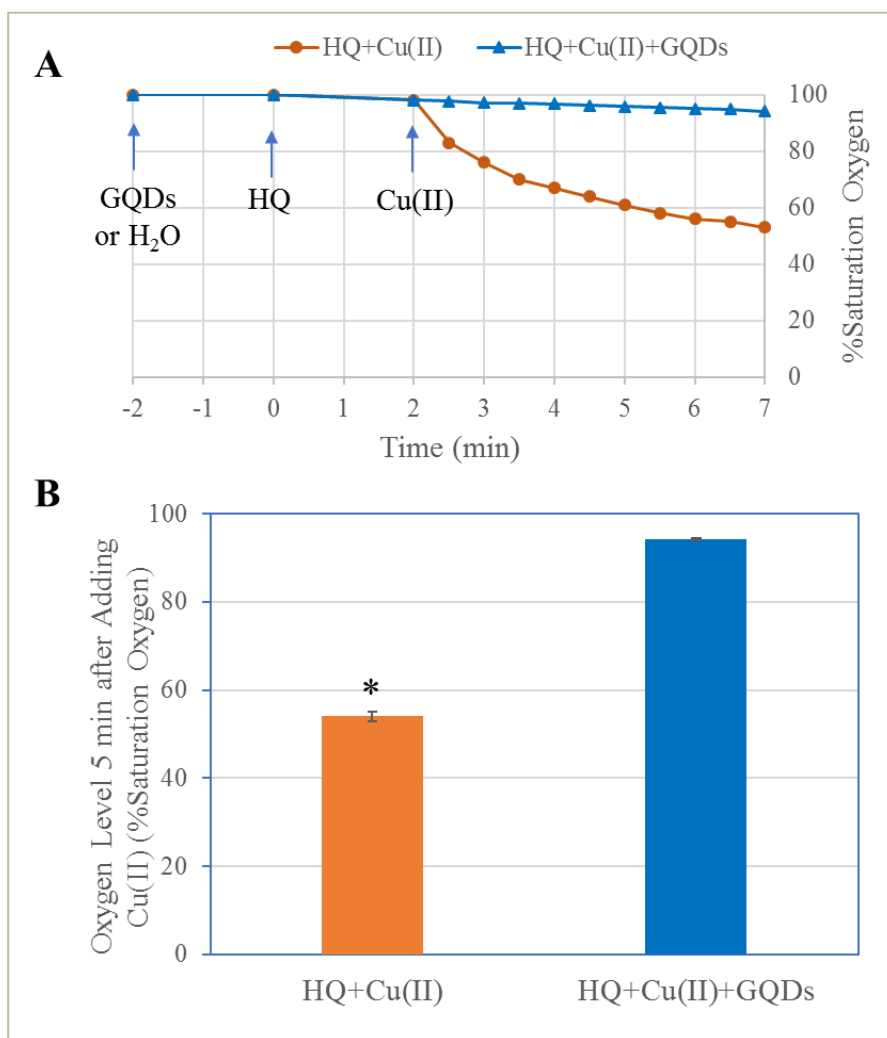 HQ+Cu(II) HQ+Cu(II)+GQDs
A
100
80
60
40
20
0
%Saturation Oxygen
GQDs
or H₂O
HQ
Cu(II)
-2 -1 0 1 2 3 4 5 6 7
Time (min)
B
Oxygen Level 5 min after Adding
Cu(II) (%Saturation Oxygen)
100
80
60
40
20
0
*
HQ+Cu(II) HQ+Cu(II)+GQDs